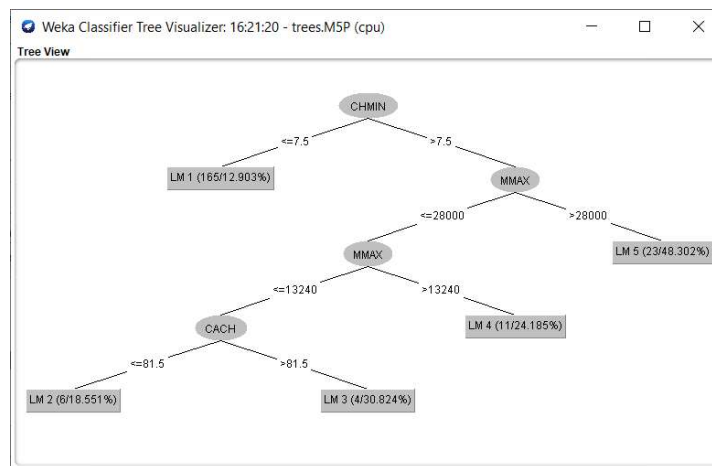 Weka Classifier Tree Visualizer: 16:21:20 - trees.M5P (cpu)
Tree View
CHMIN
<=7.5
>7.5
LM 1 (165/12.903%)
MMAX
<=28000
>28000
MMAX
LM 5 (23/48.302%)
<=13240
>13240
CACH
LM 4 (11/24.185%)
<=81.5
>81.5
LM 2 (6/18.551%)
LM 3 (4/30.824%)